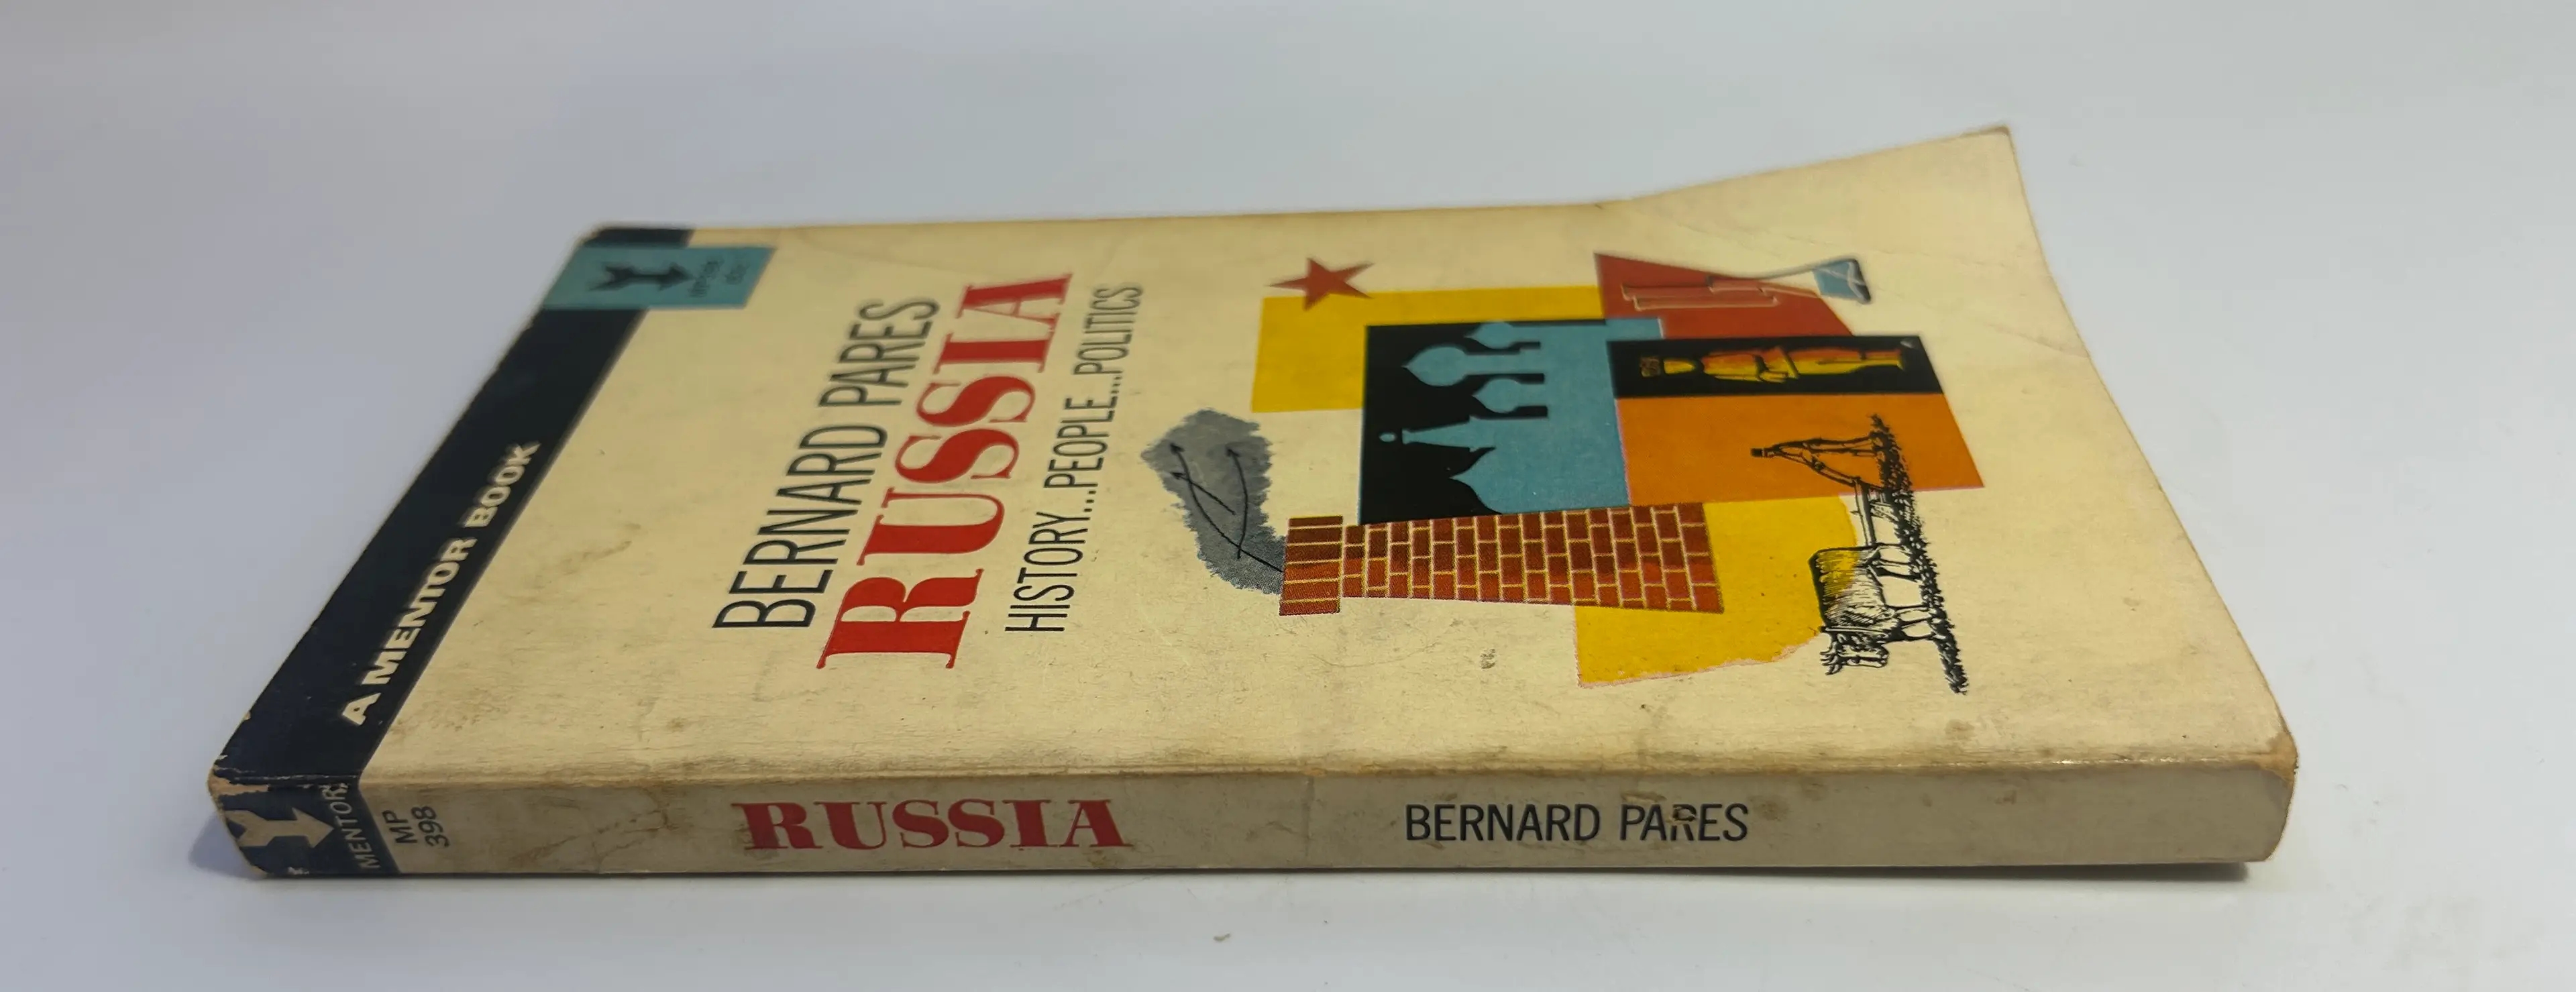 A MENTOR BOOK
BERNARD PARES
RUSSIA
HISTORY...PEOPLE...POLITICS
MENTOR
MP
398
RUSSIA
BERNARD PARES